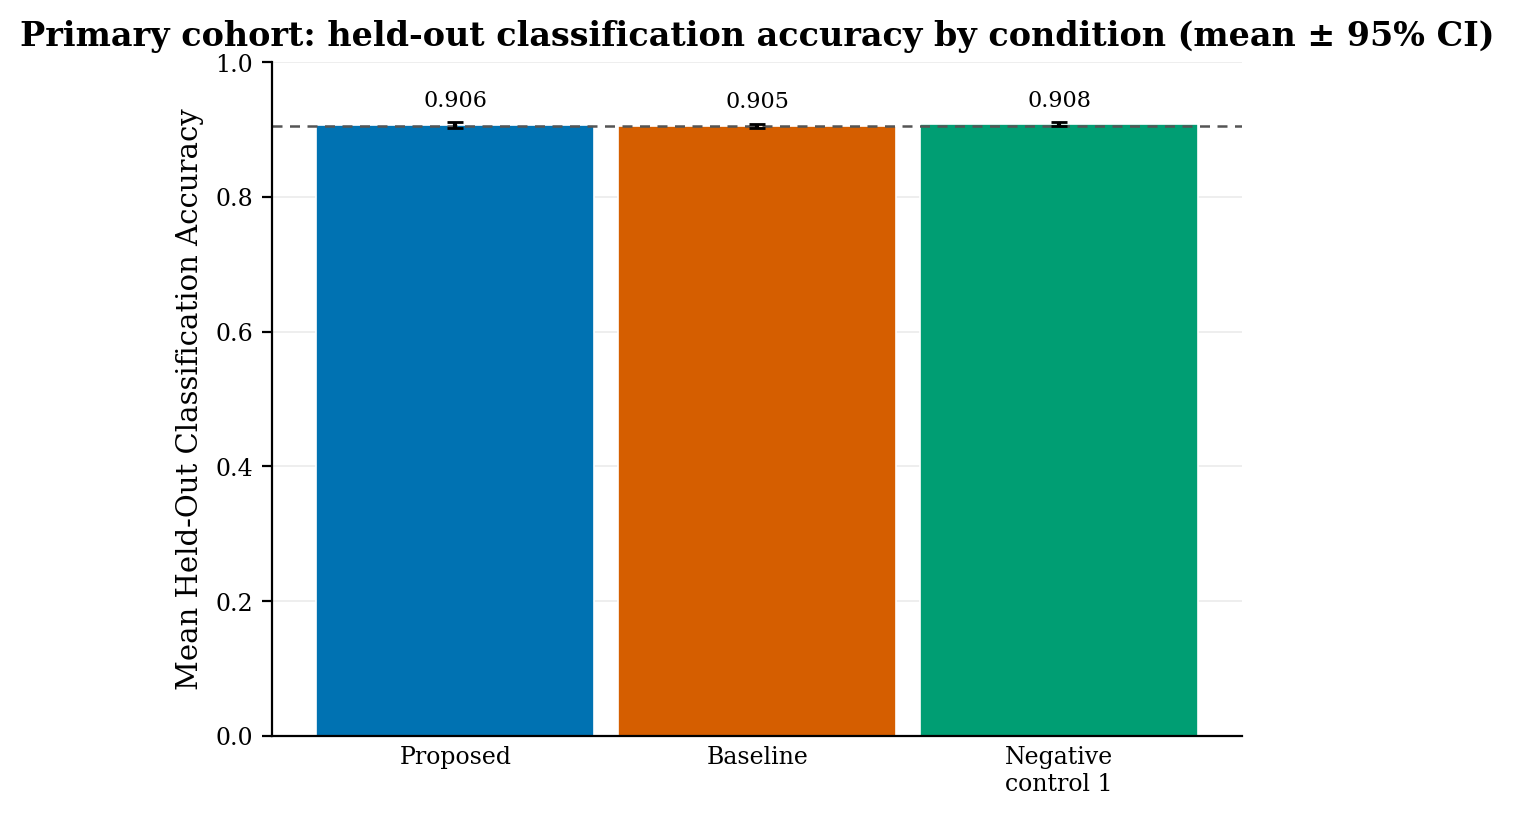 Primary cohort: held-out classification accuracy by condition (mean ± 95% CI)
Mean Held-Out Classification Accuracy
1.0
0.8
0.6
0.4
0.2
0.0
0.906
0.905
0.908
Proposed
Baseline
Negative
control 1